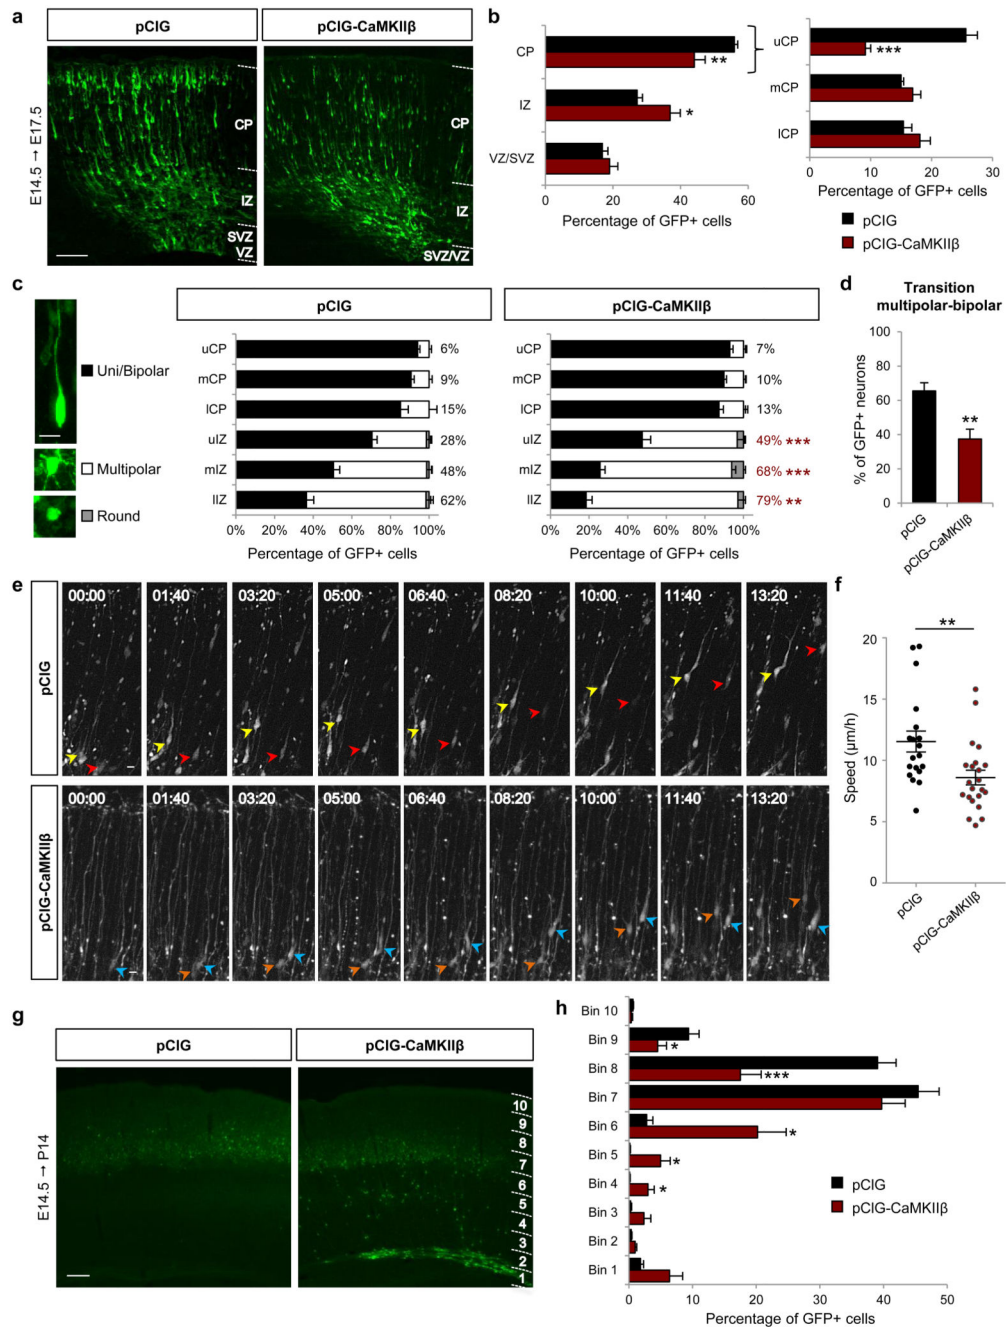 a
pCIG
pCIG-CaMKIIβ
E14.5 → E17.5
CP
IZ
SVZ
VZ
CP
IZ
SVZ/VZ
b
CP
**
IZ
*
VZ/SVZ
0 20 40 60
Percentage of GFP+ cells
uCP
***
mCP
lCP
0 10 20 30
Percentage of GFP+ cells
pCIG
pCIG-CaMKIIβ
c
Uni/Bipolar
Multipolar
Round
pCIG
uCP 6%
mCP 9%
lCP 15%
uIZ 28%
mIZ 48%
lIZ 62%
0% 20% 40% 60% 80% 100%
Percentage of GFP+ cells
pCIG-CaMKIIβ
uCP 7%
mCP 10%
lCP 13%
uIZ 49% ***
mIZ 68% ***
lIZ 79% **
0% 20% 40% 60% 80% 100%
Percentage of GFP+ cells
d
Transition
multipolar-bipolar
% of GFP+ neurons
100
80
60
40
20
0
**
pCIG
pCIG-CaMKIIβ
e
pCIG
00:00 01:40 03:20 05:00 06:40 08:20 10:00 11:40 13:20
pCIG-CaMKIIβ
00:00 01:40 03:20 05:00 06:40 08:20 10:00 11:40 13:20
f
**
Speed (µm/h)
20
15
10
5
0
pCIG
pCIG-CaMKIIβ
g
pCIG
pCIG-CaMKIIβ
E14.5 → P14
10
9
8
7
6
5
4
3
2
1
h
Bin 10
Bin 9 *
Bin 8 ***
Bin 7
Bin 6 *
Bin 5 *
Bin 4 *
Bin 3
Bin 2
Bin 1
pCIG
pCIG-CaMKIIβ
0 10 20 30 40 50
Percentage of GFP+ cells